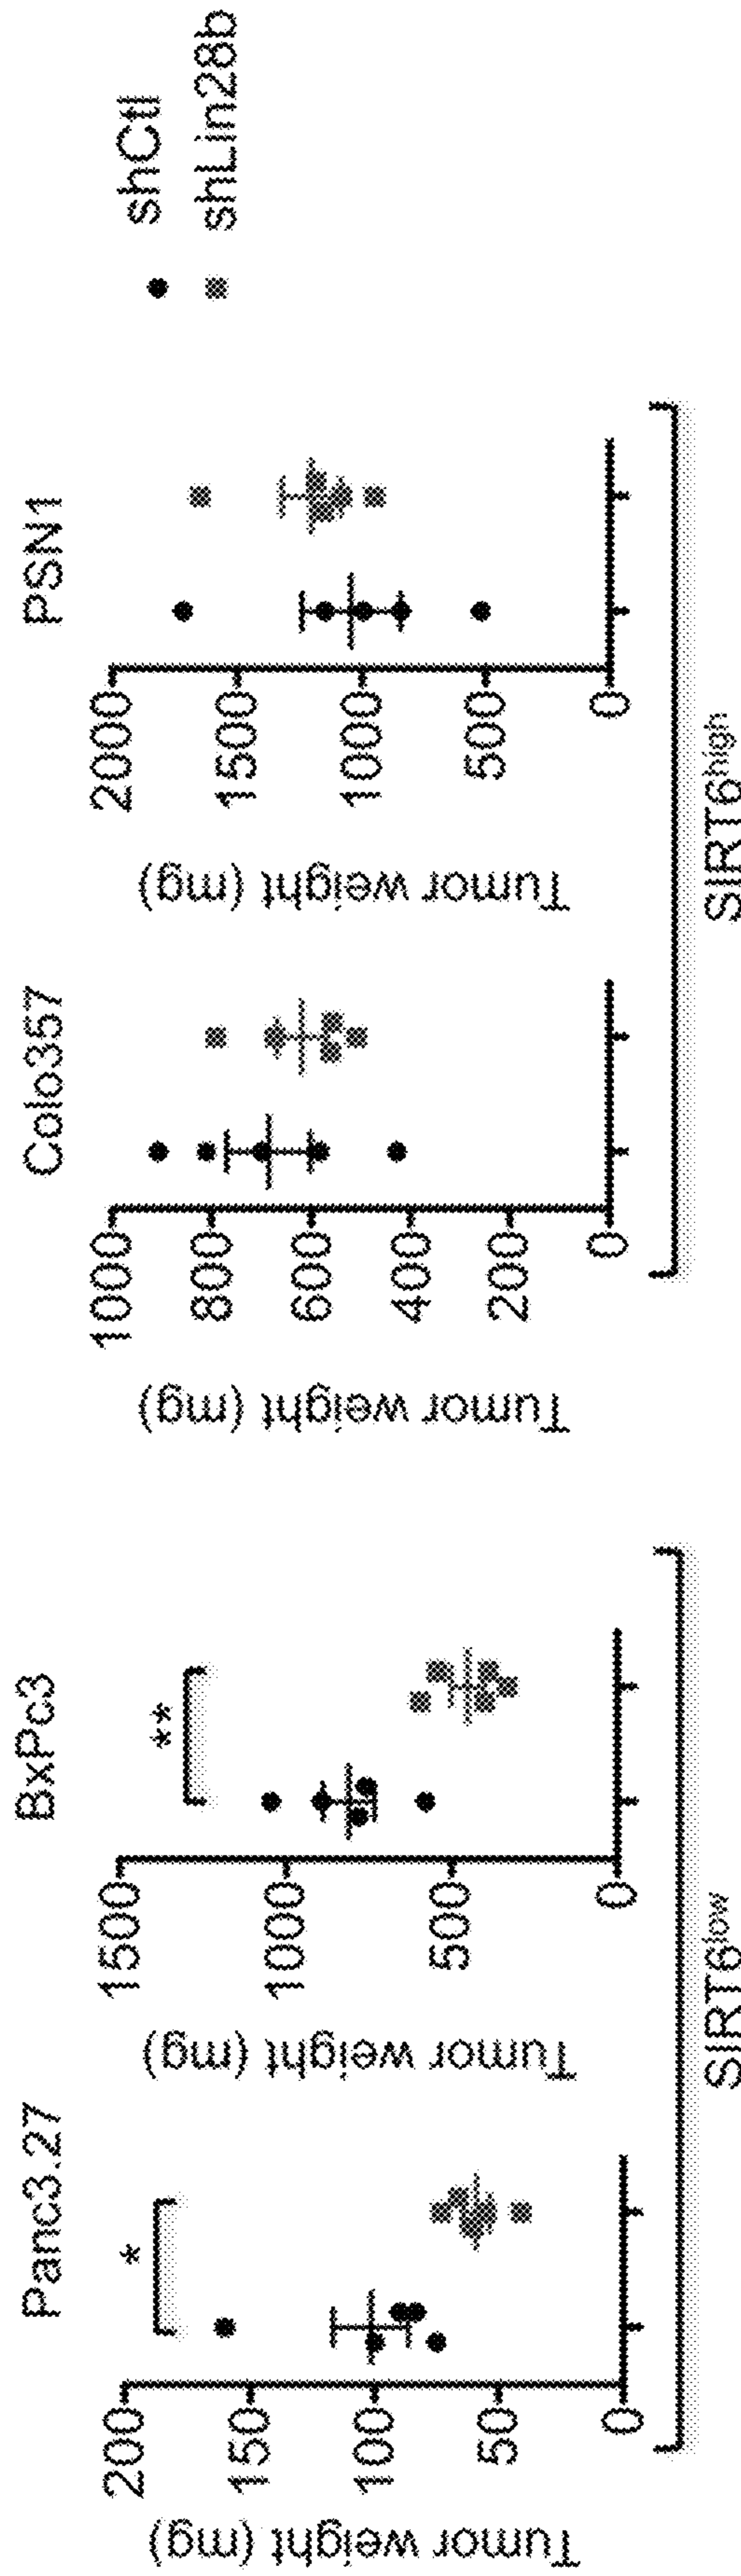 Panc3.27
Tumor weight (mg)
200
150
100
50
0
*
BxPc3
Tumor weight (mg)
1500
1000
500
0
**
SIRT6low
Colo357
Tumor weight (mg)
1000
800
600
400
200
0
PSN1
Tumor weight (mg)
2000
1500
1000
500
0
SIRT6high
shCtl
shLin28b